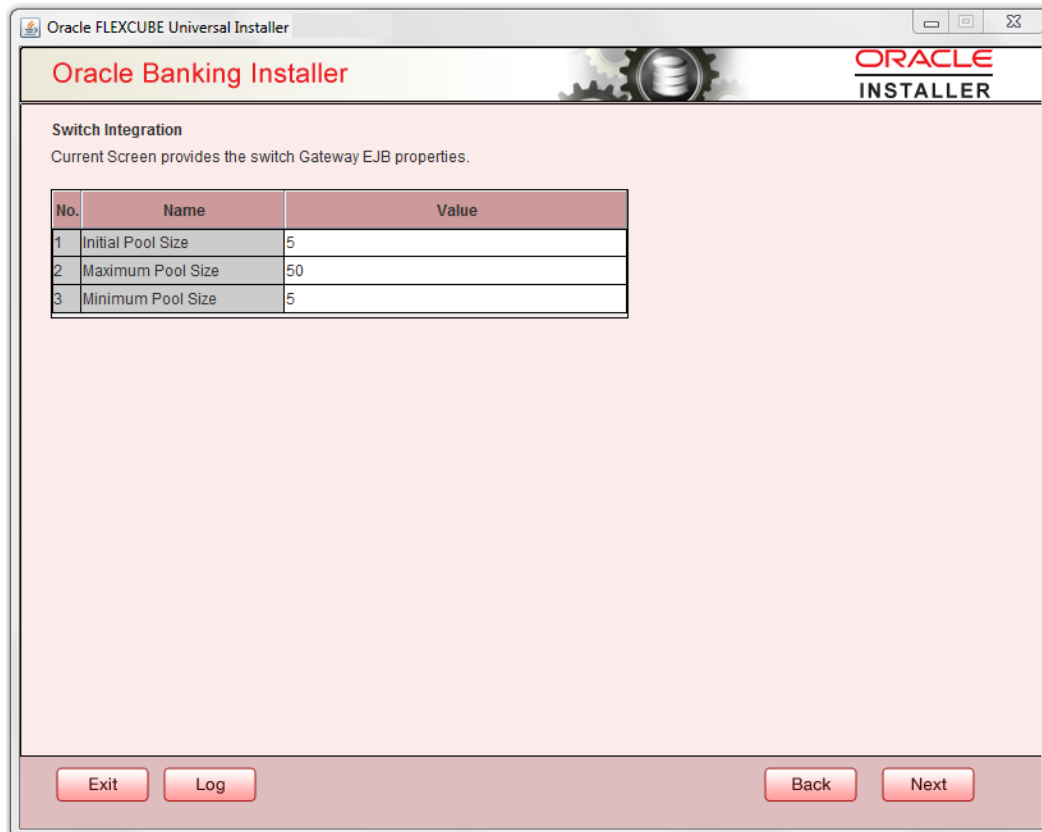 Oracle FLEXCUBE Universal Installer
Oracle Banking Installer
ORACLE
INSTALLER
Switch Integration
Current Screen provides the switch Gateway EJB properties.
No. Name Value
1 Initial Pool Size 5
2 Maximum Pool Size 50
3 Minimum Pool Size 5
Exit Log Back Next